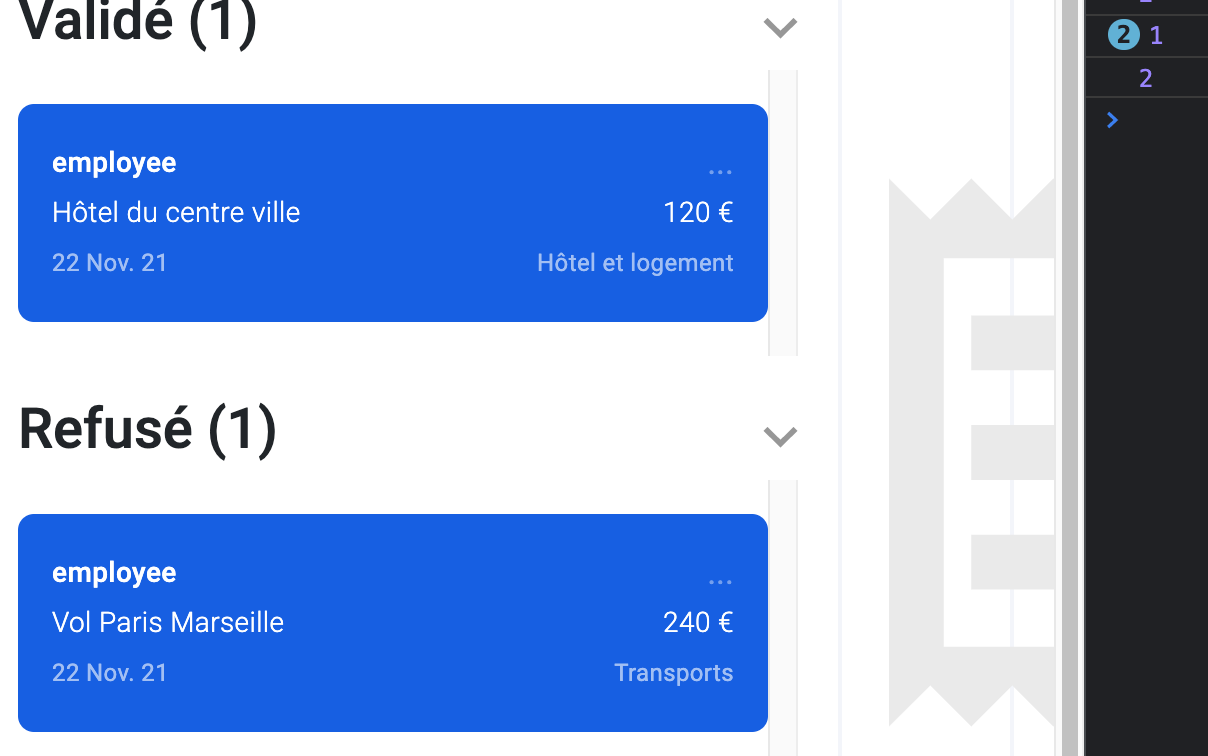 Validé (1)
employee
...
Hôtel du centre ville
120 €
22 Nov. 21
Hôtel et logement
Refusé (1)
employee
...
Vol Paris Marseille
240 €
22 Nov. 21
Transports
2 1
2